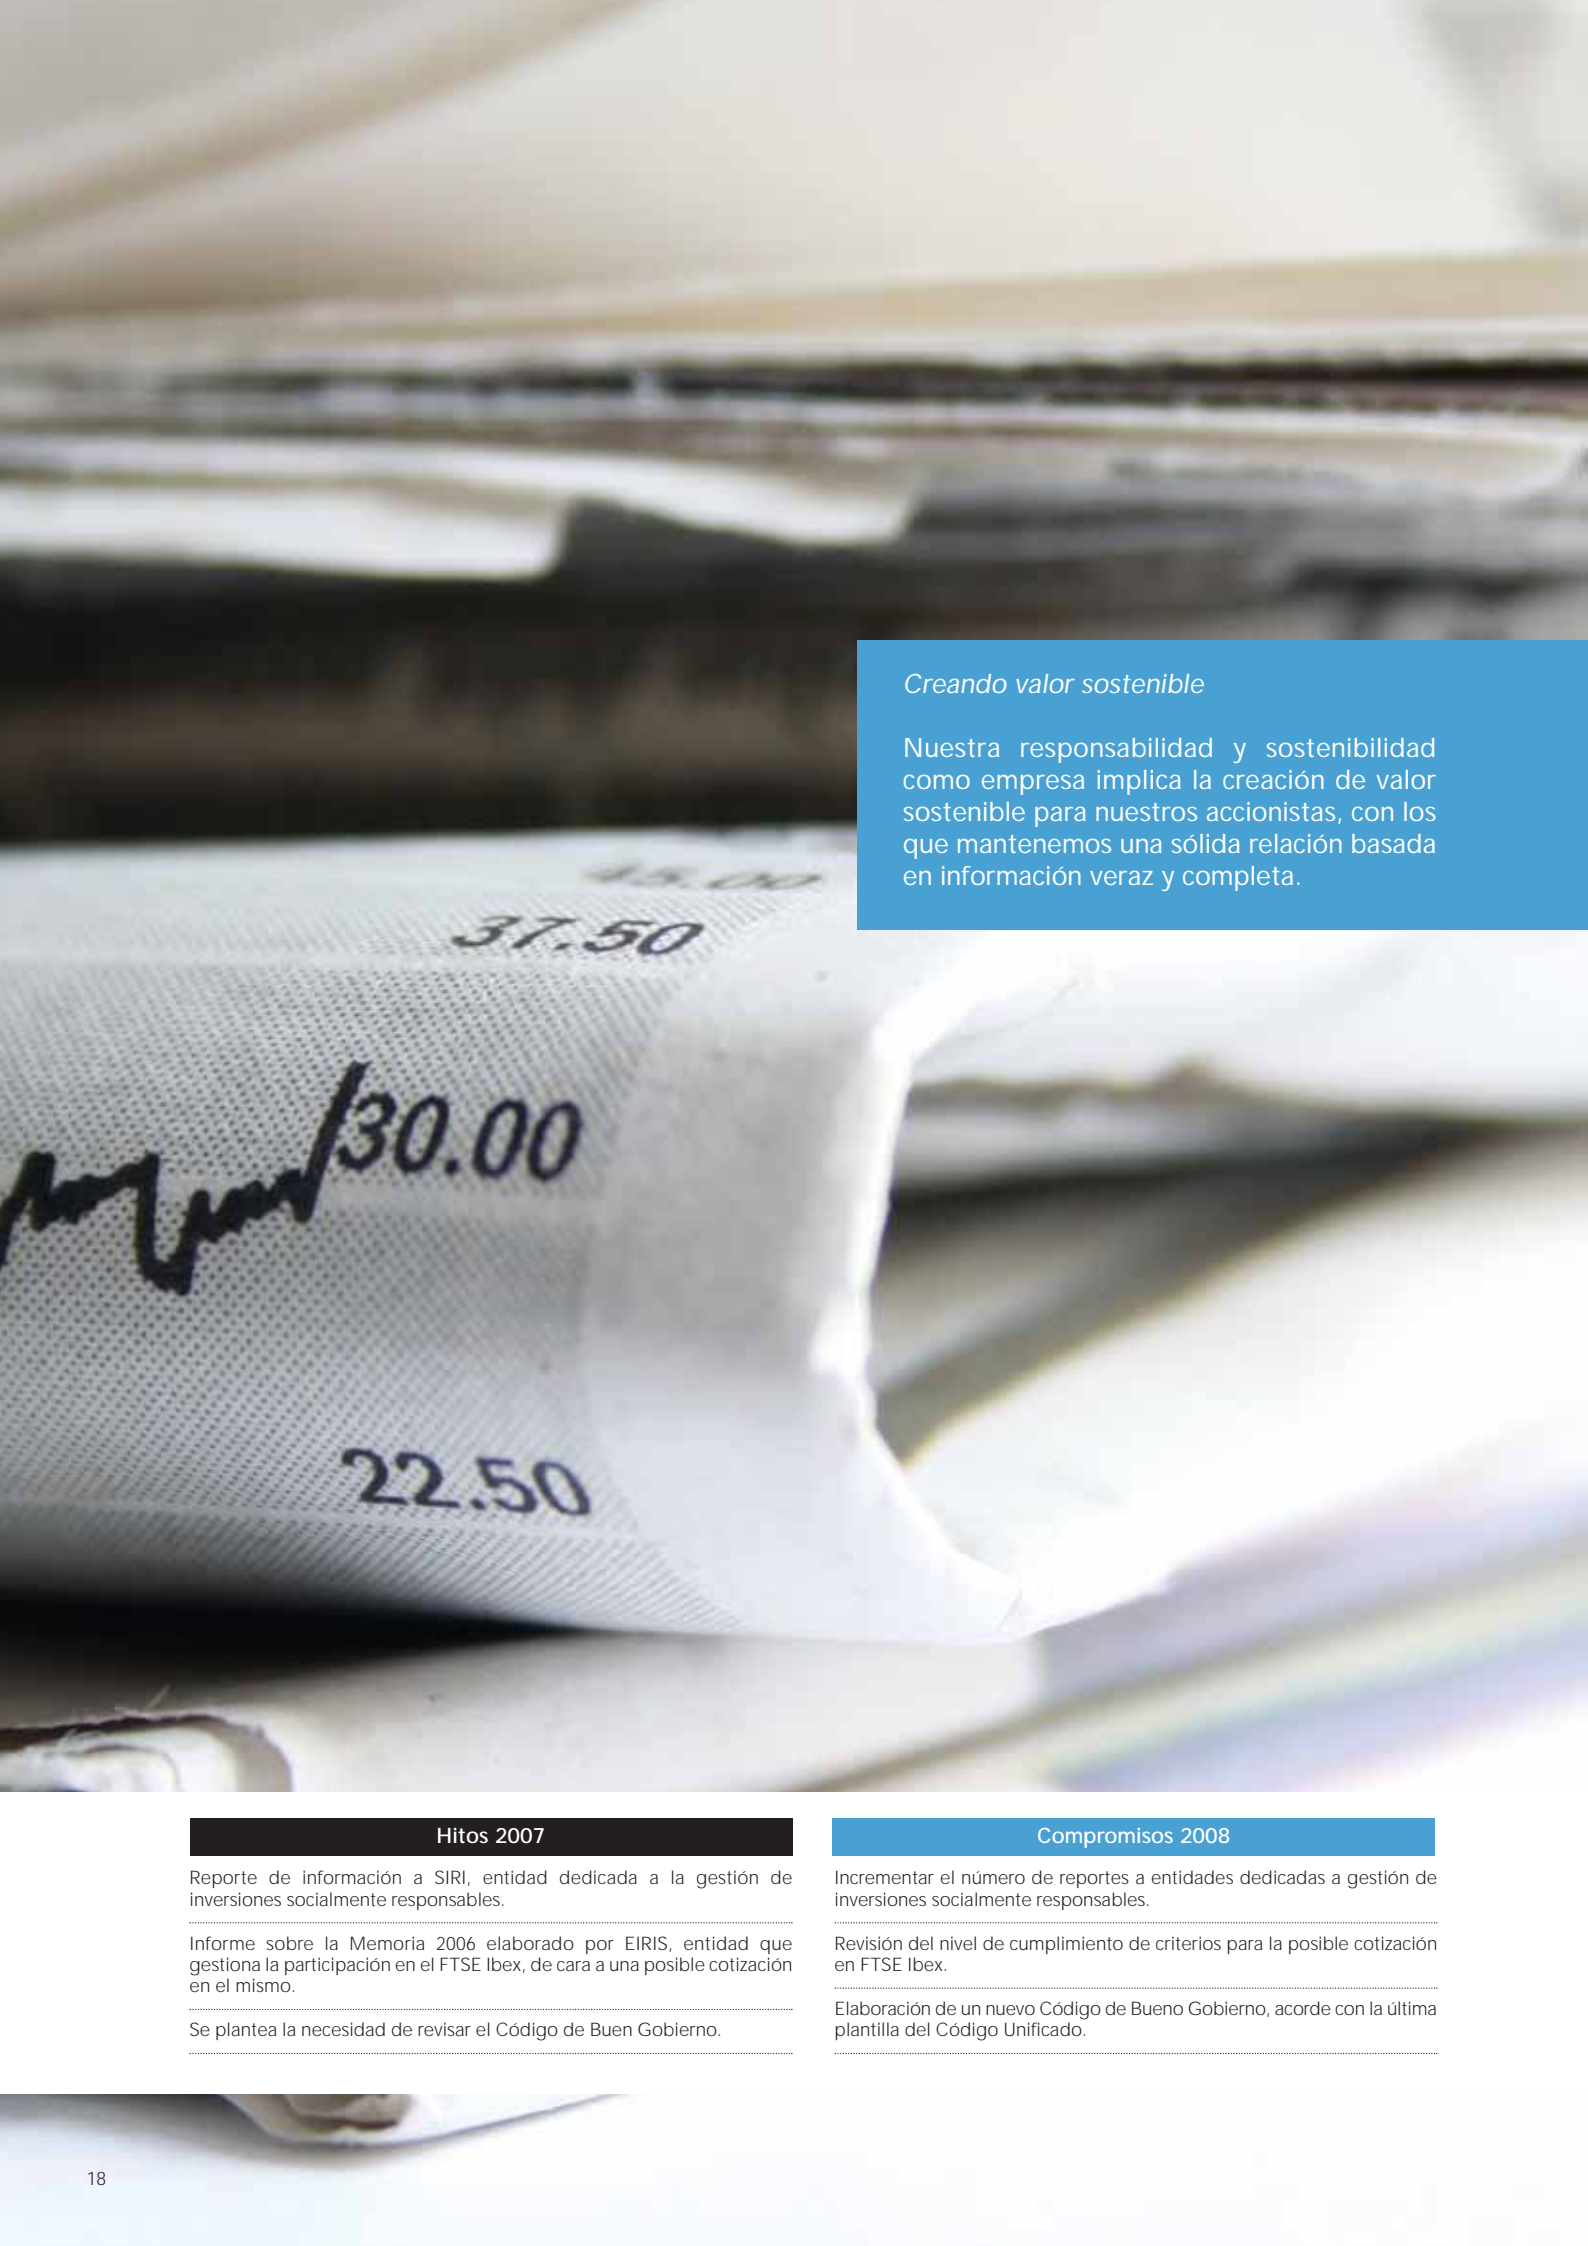 Creando valor sostenible
Nuestra responsabilidad y sostenibilidad
como empresa implica la creación de valor
sostenible para nuestros accionistas, con los
que mantenemos una sólida relación basada
en información veraz y completa.
45.00
37.50
30.00
22.50
Hitos 2007
Reporte de información a SIRI, entidad dedicada a la gestión de
inversiones socialmente responsables.
Informe sobre la Memoria 2006 elaborado por EIRIS, entidad que
gestiona la participación en el FTSE Ibex, de cara a una posible cotización
en el mismo.
Se plantea la necesidad de revisar el Código de Buen Gobierno.
Compromisos 2008
Incrementar el número de reportes a entidades dedicadas a gestión de
inversiones socialmente responsables.
Revisión del nivel de cumplimiento de criterios para la posible cotización
en FTSE Ibex.
Elaboración de un nuevo Código de Bueno Gobierno, acorde con la última
plantilla del Código Unificado.
18